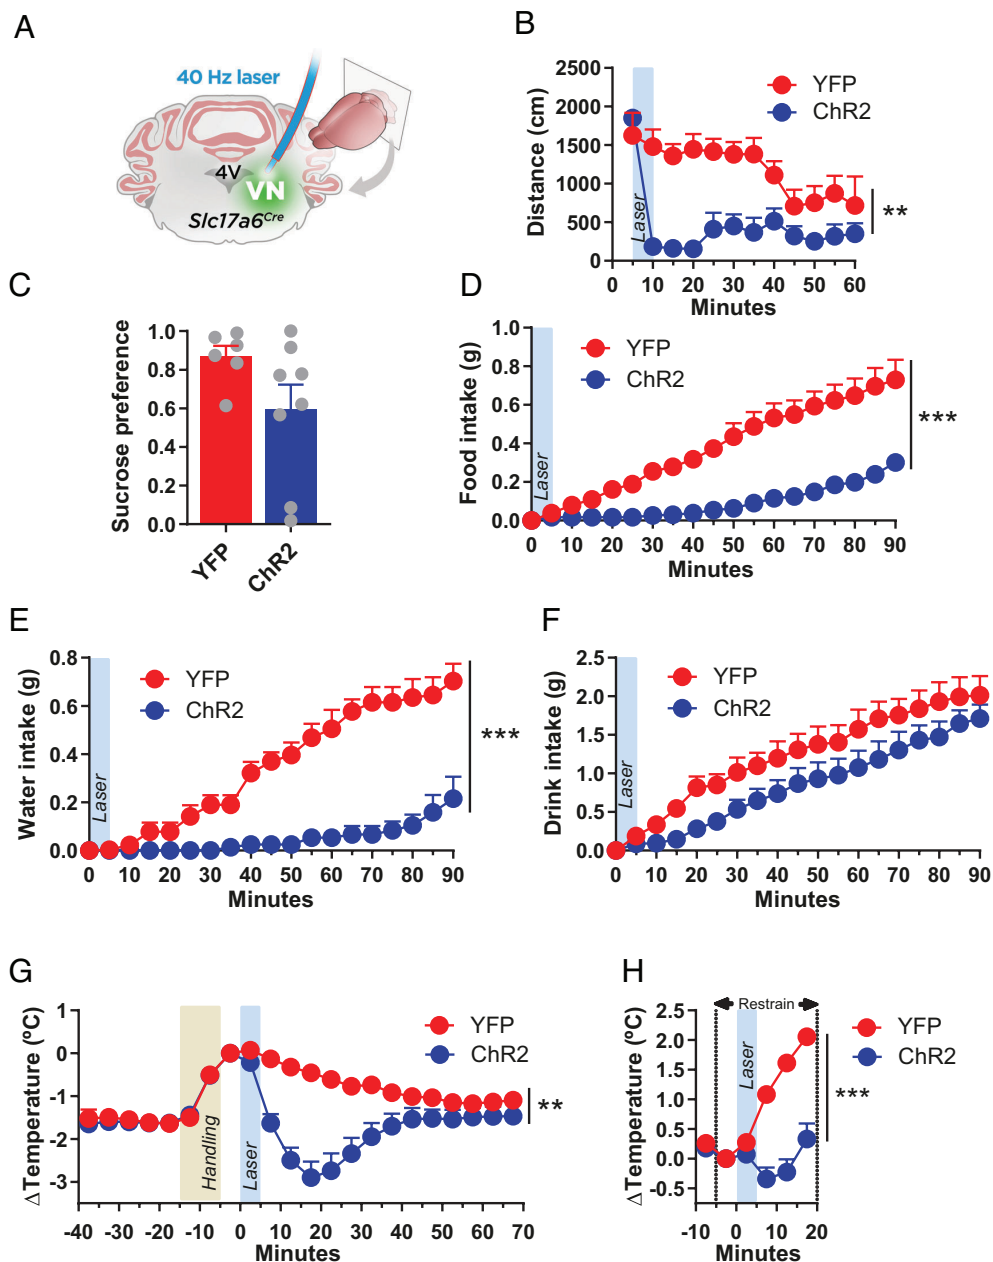 A
40 Hz laser
4V
VN
Slc17a6Cre
B
Distance (cm)
2500
2000
1500
1000
500
0
Laser
YFP
ChR2
**
0 10 20 30 40 50 60
Minutes
C
Sucrose preference
1.0
0.8
0.6
0.4
0.2
0.0
YFP
ChR2
D
Food intake (g)
1.0
0.8
0.6
0.4
0.2
0.0
Laser
YFP
ChR2
***
0 10 20 30 40 50 60 70 80 90
Minutes
E
Water intake (g)
0.8
0.6
0.4
0.2
0.0
Laser
YFP
ChR2
***
0 10 20 30 40 50 60 70 80 90
Minutes
F
Drink intake (g)
2.5
2.0
1.5
1.0
0.5
0.0
Laser
YFP
ChR2
0 10 20 30 40 50 60 70 80 90
Minutes
G
Δ Temperature (ºC)
1
0
-1
-2
-3
Handling
Laser
YFP
ChR2
**
-40 -30 -20 -10 0 10 20 30 40 50 60 70
Minutes
H
Δ Temperature (ºC)
2.5
2.0
1.5
1.0
0.5
0.0
-0.5
Restrain
Laser
YFP
ChR2
***
-10 0 10 20
Minutes